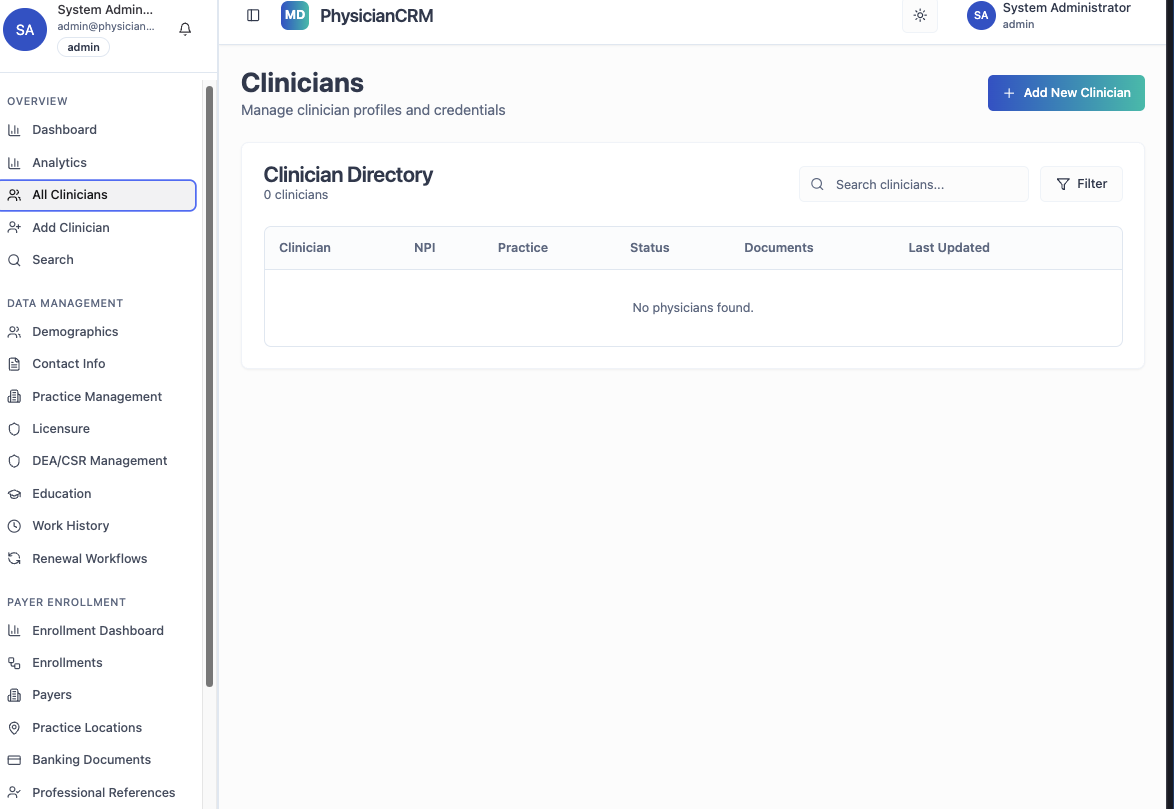 SA
System Admin...
admin@physician...
admin
OVERVIEW
Dashboard
Analytics
All Clinicians
Add Clinician
Search
DATA MANAGEMENT
Demographics
Contact Info
Practice Management
Licensure
DEA/CSR Management
Education
Work History
Renewal Workflows
PAYER ENROLLMENT
Enrollment Dashboard
Enrollments
Payers
Practice Locations
Banking Documents
Professional References
MD PhysicianCRM
SA
System Administrator
admin
Clinicians
Manage clinician profiles and credentials
Add New Clinician
Clinician Directory
0 clinicians
Search clinicians...
Filter
Clinician NPI Practice Status Documents Last Updated
No physicians found.